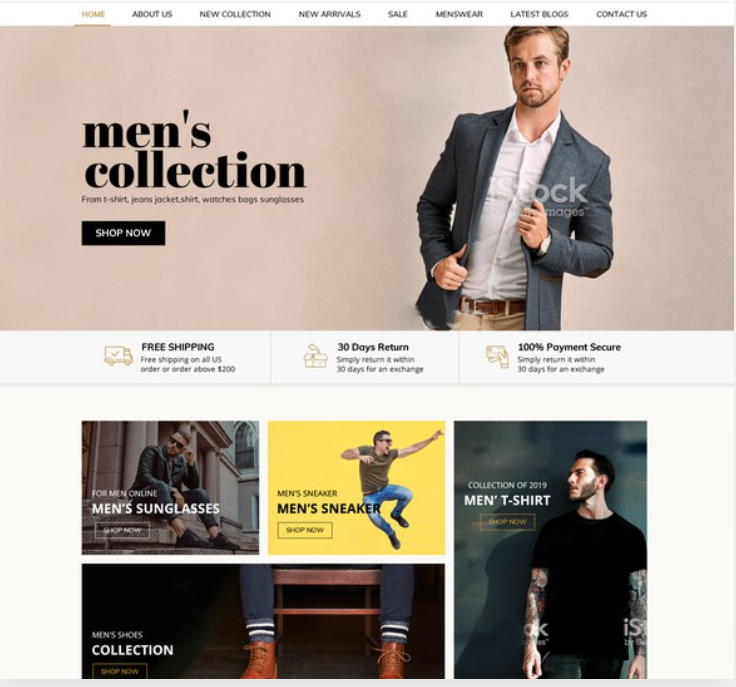 HOME ABOUT US NEW COLLECTION NEW ARRIVALS SALE MENSWEAR LATEST BLOGS CONTACT US
men's
collection
From t-shirt, jeans jacket,shirt, watches bags sunglasses
SHOP NOW
iStock
FREE SHIPPING
Free shipping on all US
order or order above $200
30 Days Return
Simply return it within
30 days for an exchange
100% Payment Secure
Simply return it within
30 days for an exchange
FOR MEN ONLINE
MEN'S SUNGLASSES
SHOP NOW
MEN'S SNEAKER
MEN'S SNEAKER
SHOP NOW
COLLECTION OF 2019
MEN' T-SHIRT
SHOP NOW
MEN'S SHOES
COLLECTION
SHOP NOW